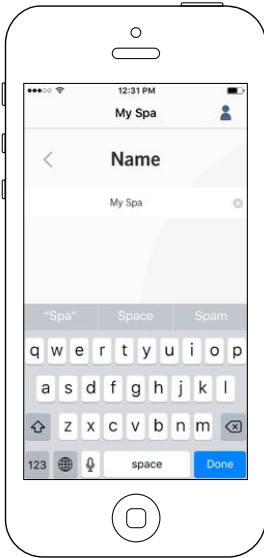 12:31 PM
My Spa
Name
My Spa
"Spa" Space Spam
q w e r t y u i o p
a s d f g h j k l
z x c v b n m
123 space Done